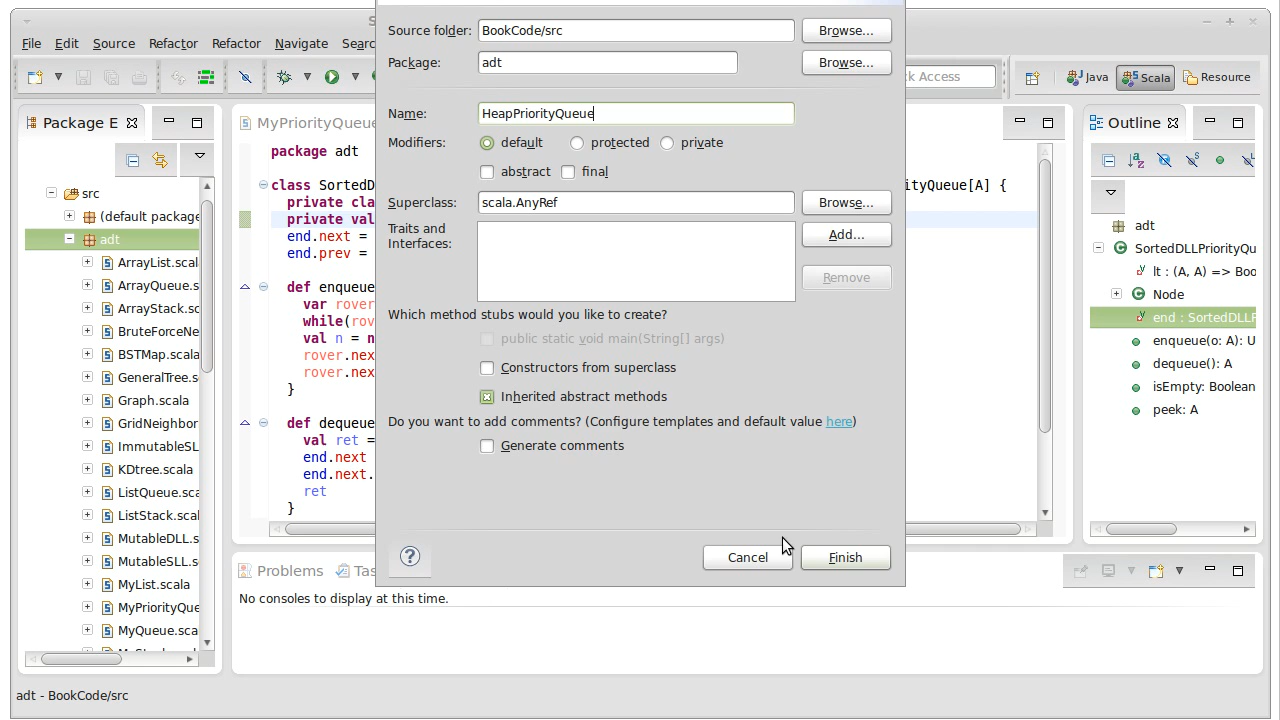 File Edit Source Refactor Refactor Navigate
Java Scala Resource
Package E
src
(default package
adt
ArrayList.scala
ArrayQueue.s
ArrayStack.sc
BruteForceNe
BSTMap.scala
GeneralTree.s
Graph.scala
GridNeighbor
ImmutableSL
KDtree.scala
ListQueue.sca
ListStack.scal
MutableDLL.s
MutableSLL.s
MyList.scala
MyPriorityQue
MyQueue.sca
MyPriorityQueue
package adt
class SortedD
ityQueue[A] {
private cla
private val
end.next =
end.prev =
def enqueue
var rover
while(rov
val n = n
rover.nex
rover.nex
}
def dequeue
val ret =
end.next
end.next.
ret
}
Source folder: BookCode/src Browse...
Package: adt Browse...
Name: HeapPriorityQueue
Modifiers: default protected private
abstract final
Superclass: scala.AnyRef Browse...
Traits and
Interfaces:
Add...
Remove
Which method stubs would you like to create?
public static void main(String[] args)
Constructors from superclass
Inherited abstract methods
Do you want to add comments? (Configure templates and default value here)
Generate comments
? Cancel Finish
Outline
adt
SortedDLLPriorityQu
lt : (A, A) => Boo
Node
end : SortedDLLP
enqueue(o: A): U
dequeue(): A
isEmpty: Boolean
peek: A
Problems Tas
No consoles to display at this time.
adt - BookCode/src